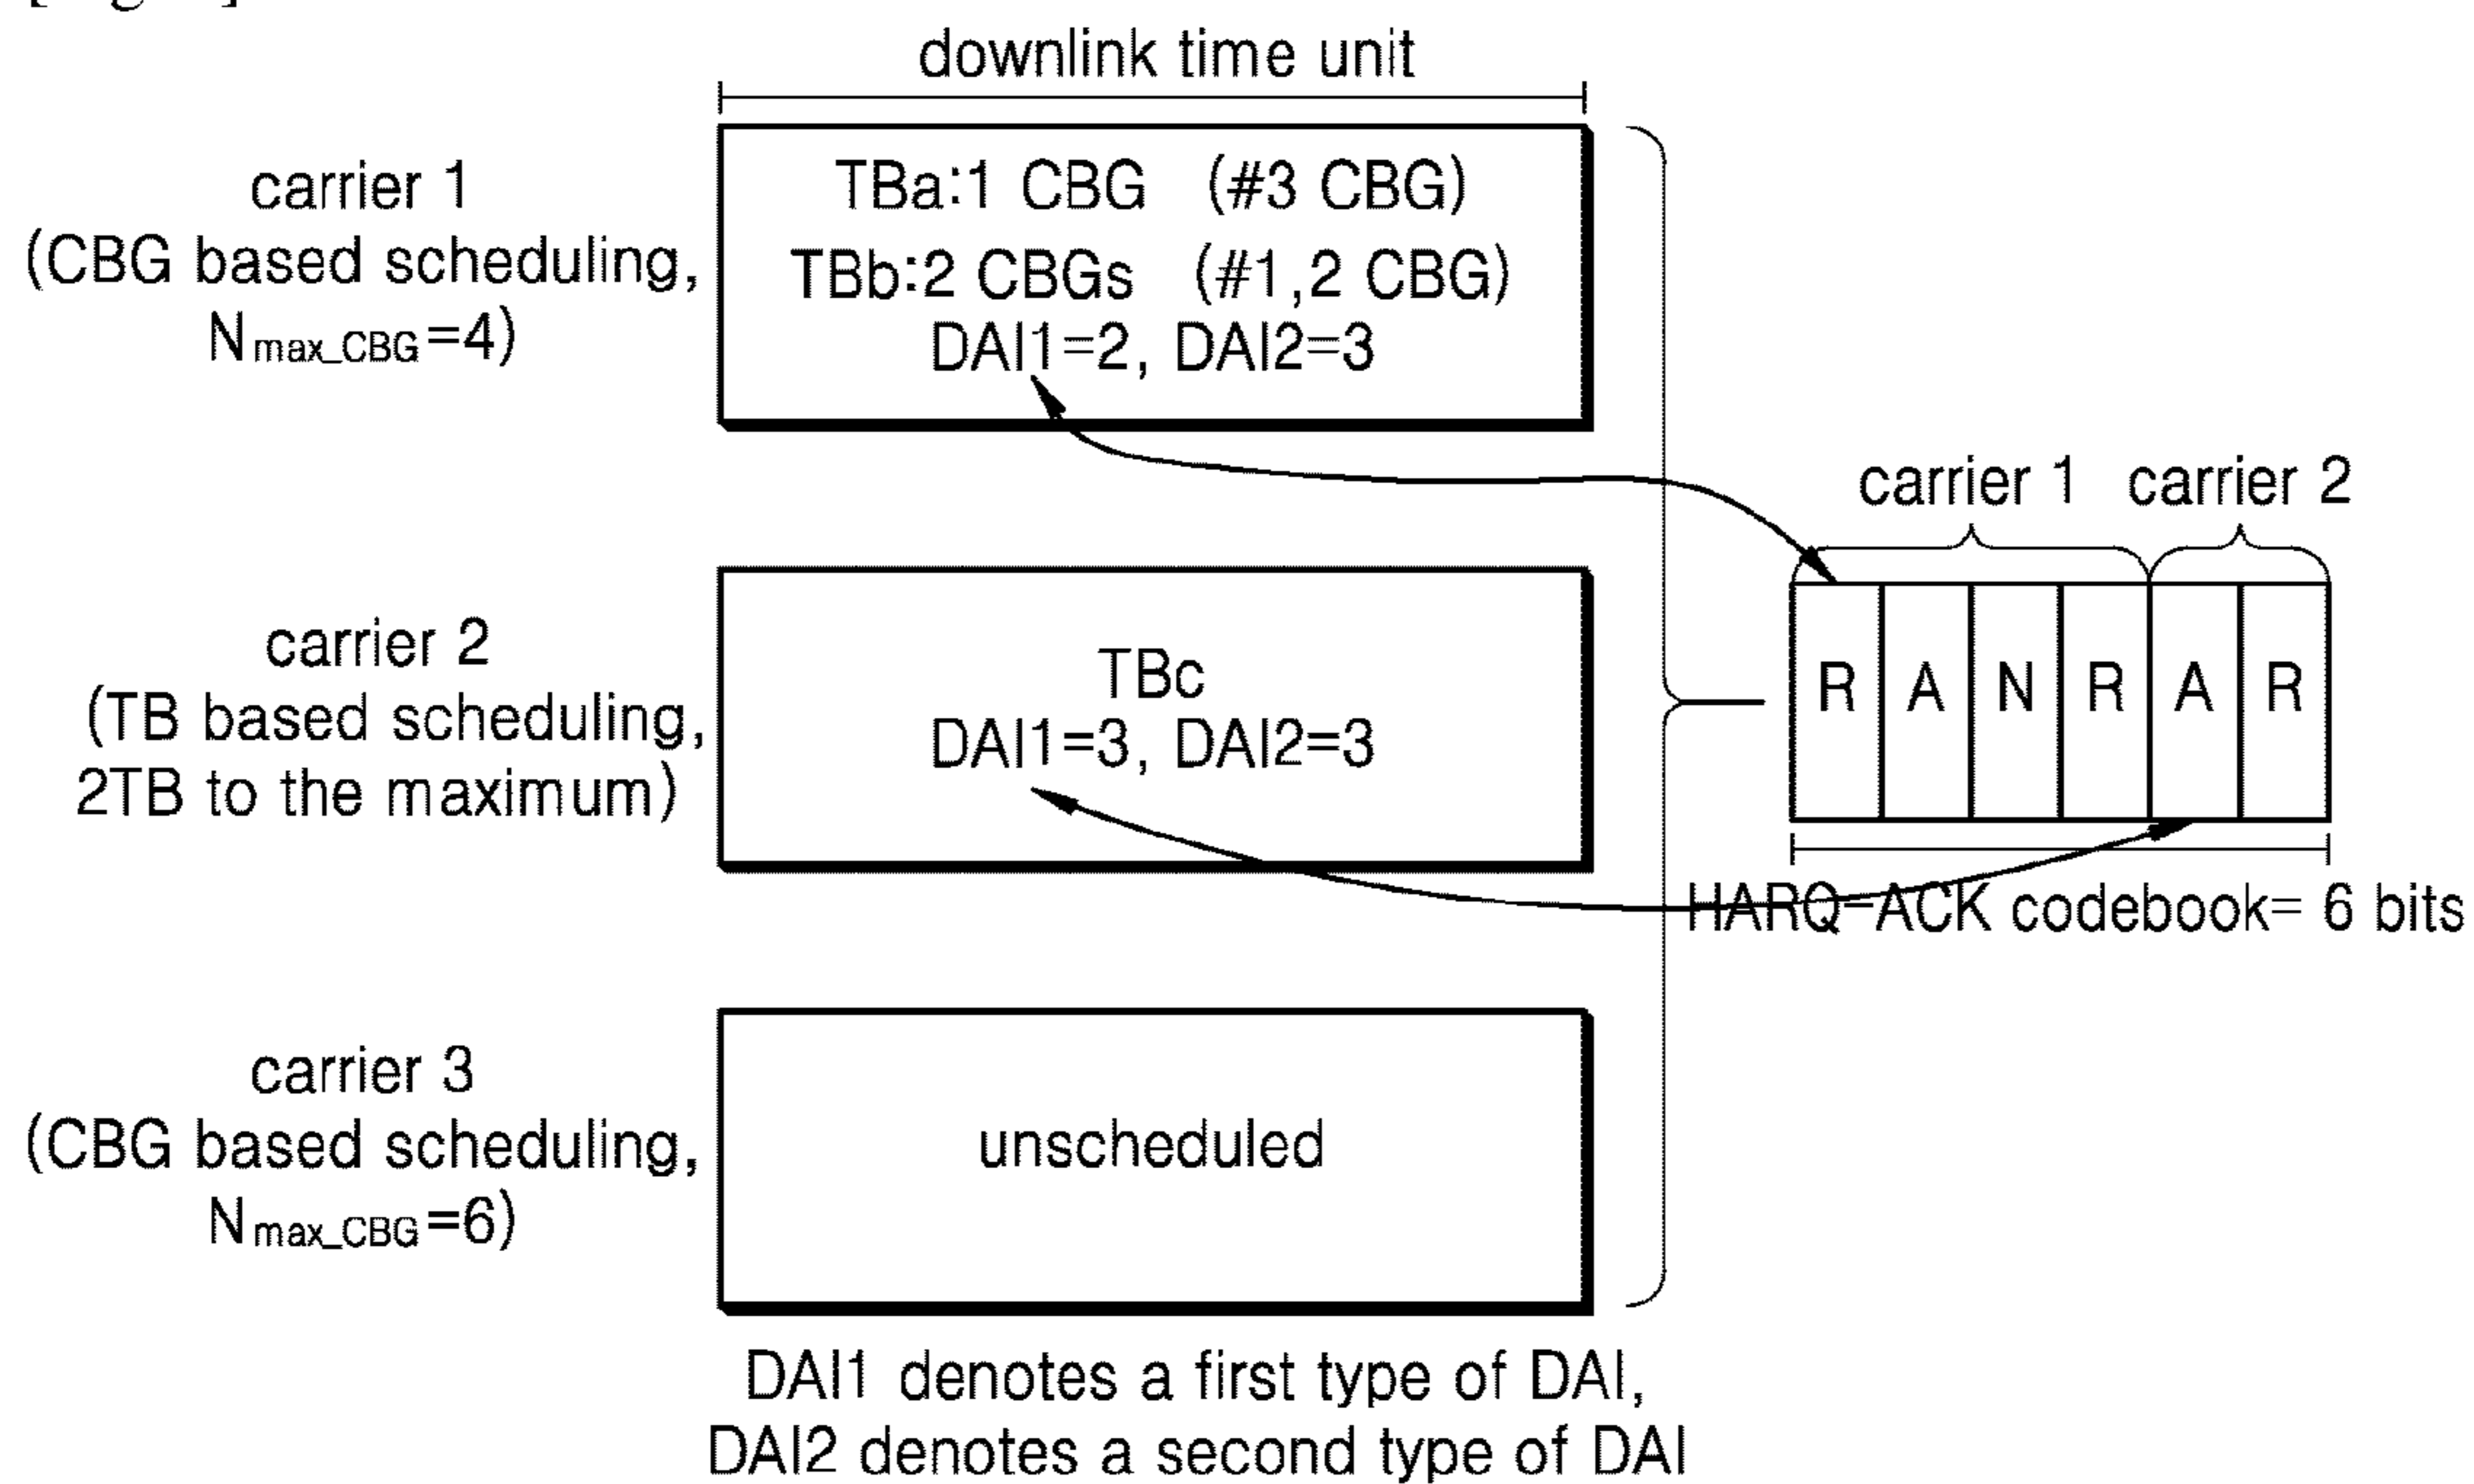 downlink time unit
carrier 1
(CBG based scheduling,
Nmax_CBG=4)
TBa:1 CBG (#3 CBG)
TBb:2 CBGs (#1,2 CBG)
DAI1=2, DAI2=3
carrier 2
(TB based scheduling,
2TB to the maximum)
TBc
DAI1=3, DAI2=3
carrier 3
(CBG based scheduling,
Nmax_CBG=6)
unscheduled
carrier 1 carrier 2
R A N R A R
HARQ-ACK codebook= 6 bits
DAI1 denotes a first type of DAI,
DAI2 denotes a second type of DAI